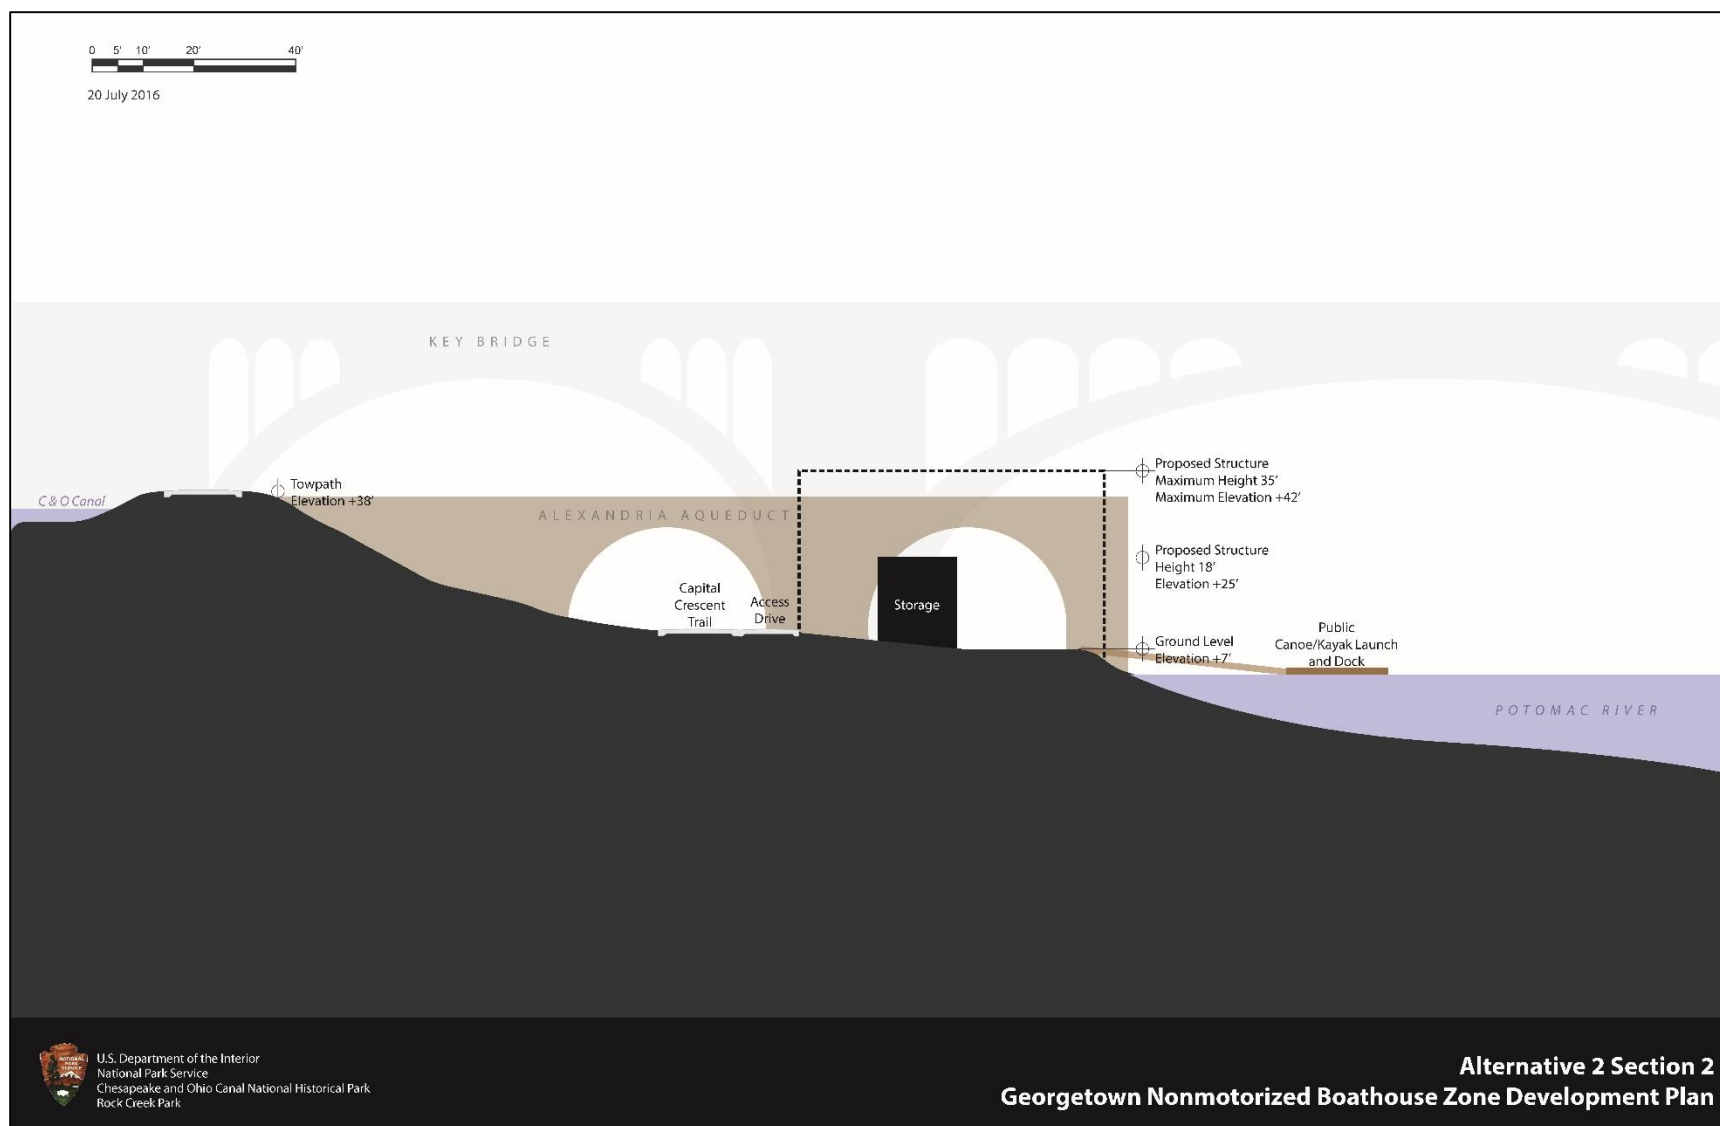 0 5' 10' 20' 40'
20 July 2016
KEY BRIDGE
C & O Canal
Towpath
Elevation +38'
ALEXANDRIA AQUEDUCT
Proposed Structure
Maximum Height 35'
Maximum Elevation +42'
Proposed Structure
Height 18'
Elevation +25'
Capital
Crescent
Trail
Access
Drive
Storage
Ground Level
Elevation +7'
Public
Canoe/Kayak Launch
and Dock
POTOMAC RIVER
NATIONAL
PARK
SERVICE
U.S. Department of the Interior
National Park Service
Chesapeake and Ohio Canal National Historical Park
Rock Creek Park
Alternative 2 Section 2
Georgetown Nonmotorized Boathouse Zone Development Plan